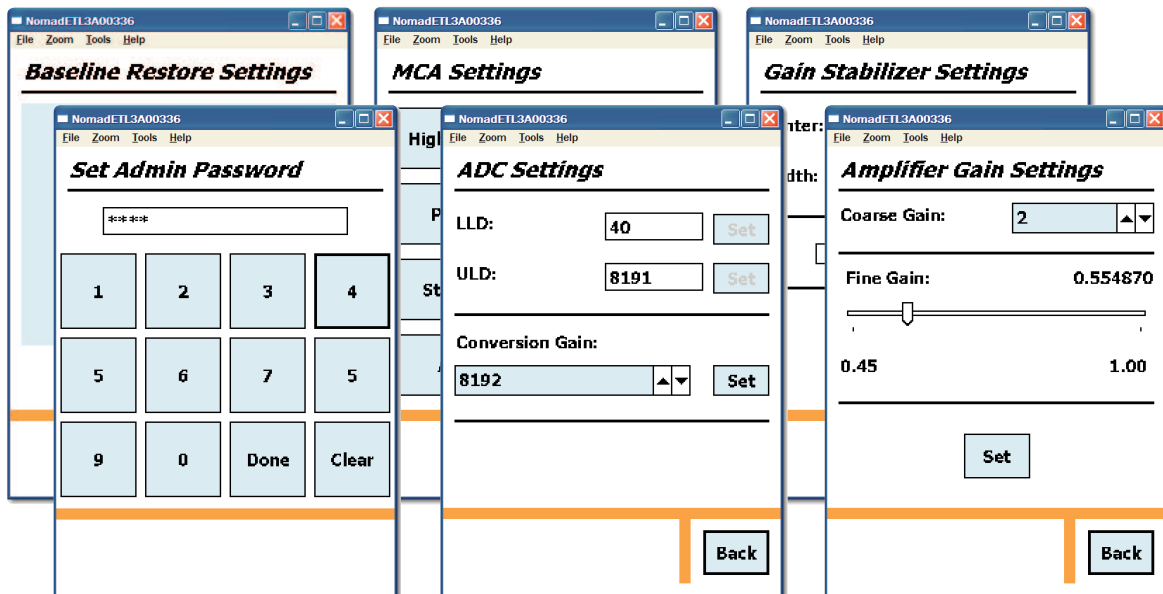 NomadETL3A00336
File Zoom Tools Help
Baseline Restore Settings
NomadETL3A00336
File Zoom Tools Help
MCA Settings
NomadETL3A00336
File Zoom Tools Help
Gain Stabilizer Settings
NomadETL3A00336
File Zoom Tools Help
Set Admin Password
****
1 2 3 4
5 6 7 5
9 0 Done Clear
NomadETL3A00336
File Zoom Tools Help
ADC Settings
LLD: 40 Set
ULD: 8191 Set
Conversion Gain:
8192 Set
Back
NomadETL3A00336
File Zoom Tools Help
Amplifier Gain Settings
Coarse Gain: 2
Fine Gain: 0.554870
0.45 1.00
Set
Back